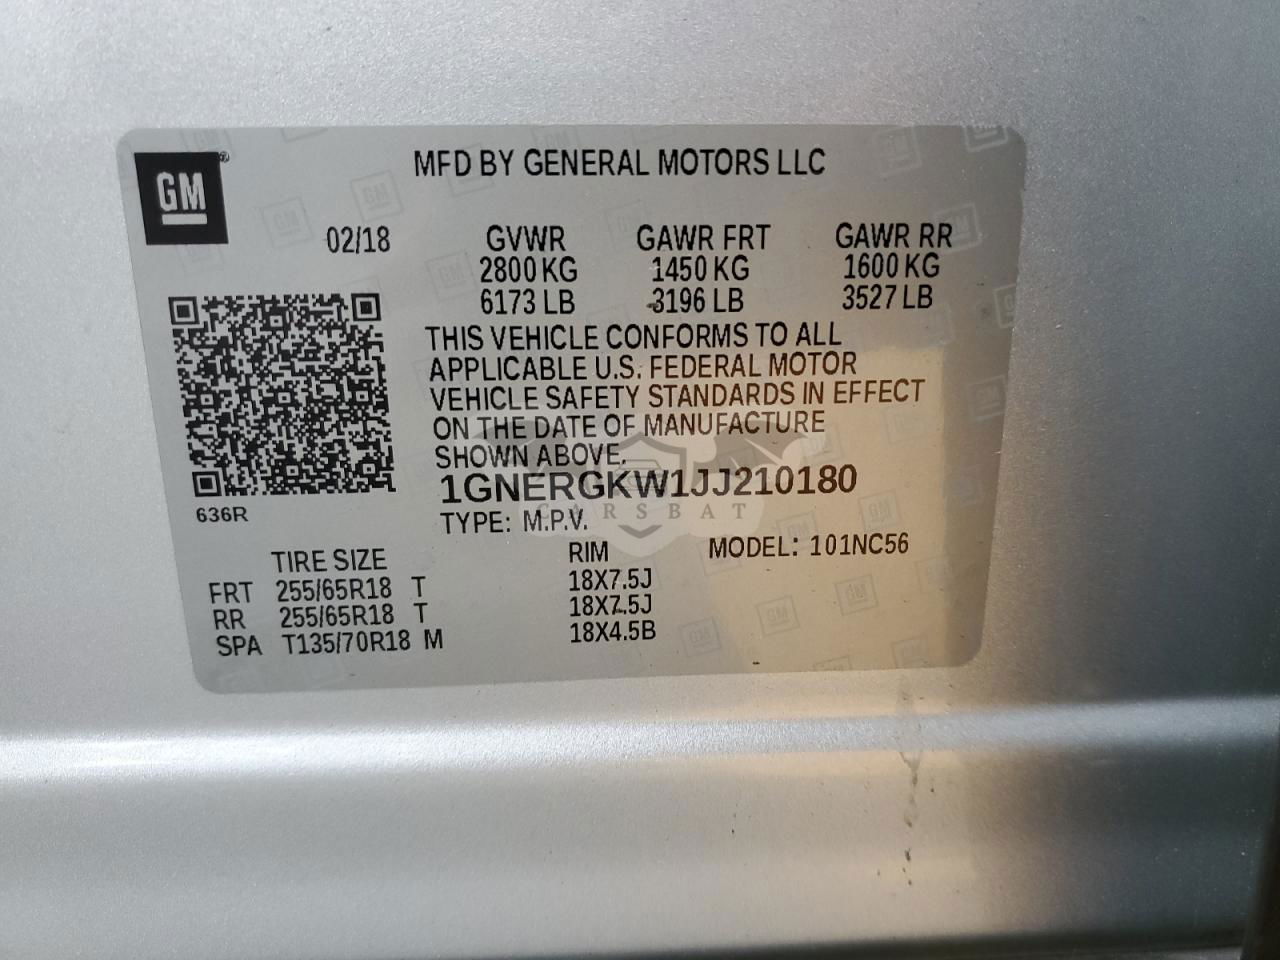 GM
MFD BY GENERAL MOTORS LLC
02/18 GVWR GAWR FRT GAWR RR
2800 KG 1450 KG 1600 KG
6173 LB 3196 LB 3527 LB
THIS VEHICLE CONFORMS TO ALL
APPLICABLE U.S. FEDERAL MOTOR
VEHICLE SAFETY STANDARDS IN EFFECT
ON THE DATE OF MANUFACTURE
SHOWN ABOVE.
1GNERGKW1JJ210180
CARSBAT
636R
TYPE: M.P.V.
TIRE SIZE RIM MODEL: 101NC56
FRT 255/65R18 T 18X7.5J
RR 255/65R18 T 18X7.5J
SPA T135/70R18 M 18X4.5B